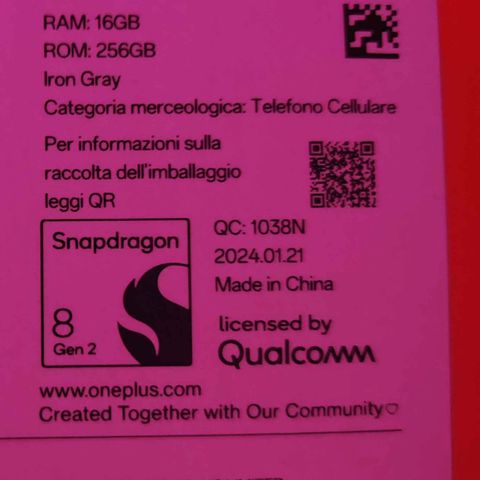 RAM: 16GB
ROM: 256GB
Iron Gray
Categoria merceologica: Telefono Cellulare
Per informazioni sulla
raccolta dell'imballaggio
leggi QR
Snapdragon
8
Gen 2
QC: 1038N
2024.01.21
Made in China
licensed by
Qualcomm
www.oneplus.com
Created Together with Our Community♡